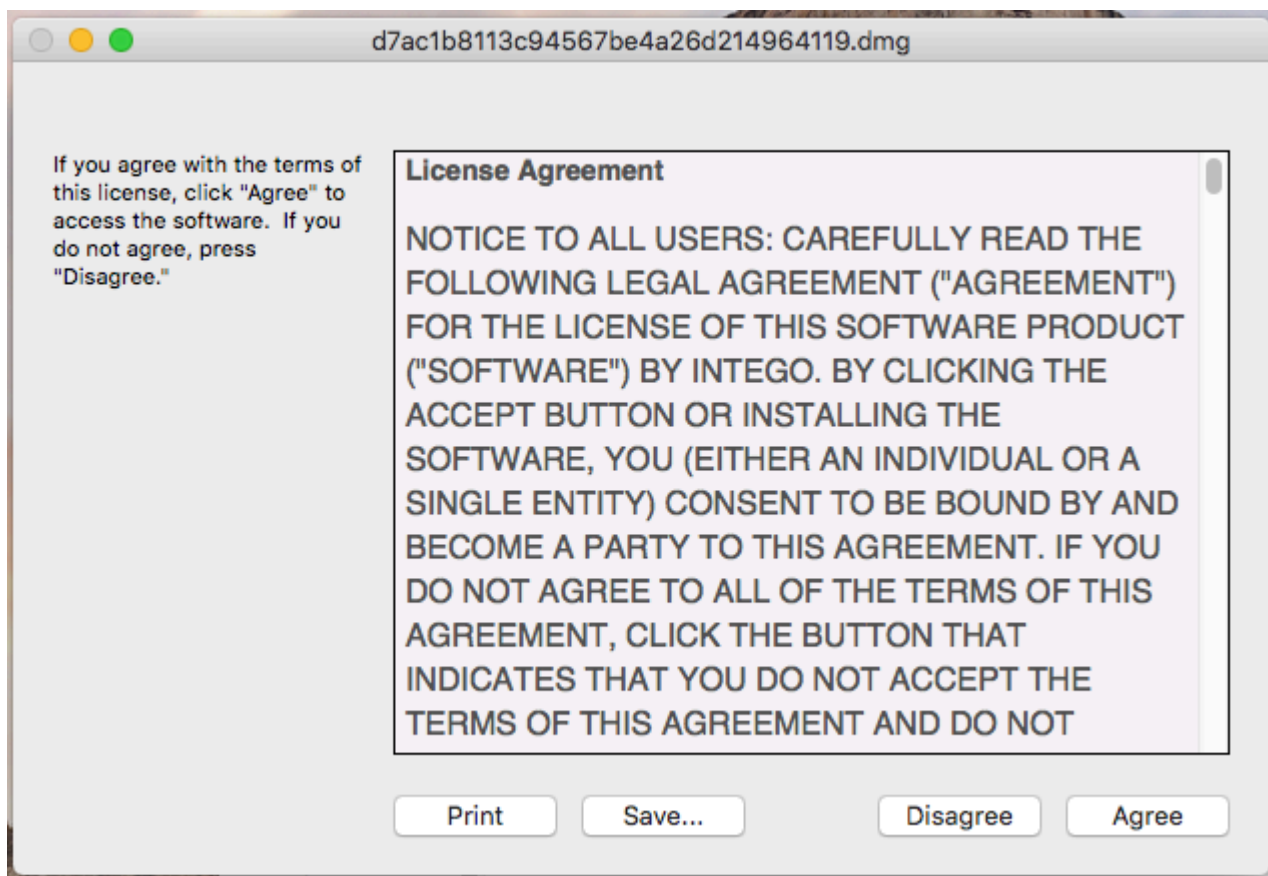 d7ac1b8113c94567be4a26d214964119.dmg
If you agree with the terms of
this license, click "Agree" to
access the software.  If you
do not agree, press
"Disagree."
License Agreement
NOTICE TO ALL USERS: CAREFULLY READ THE
FOLLOWING LEGAL AGREEMENT ("AGREEMENT")
FOR THE LICENSE OF THIS SOFTWARE PRODUCT
("SOFTWARE") BY INTEGO. BY CLICKING THE
ACCEPT BUTTON OR INSTALLING THE
SOFTWARE, YOU (EITHER AN INDIVIDUAL OR A
SINGLE ENTITY) CONSENT TO BE BOUND BY AND
BECOME A PARTY TO THIS AGREEMENT. IF YOU
DO NOT AGREE TO ALL OF THE TERMS OF THIS
AGREEMENT, CLICK THE BUTTON THAT
INDICATES THAT YOU DO NOT ACCEPT THE
TERMS OF THIS AGREEMENT AND DO NOT
Print Save... Disagree Agree